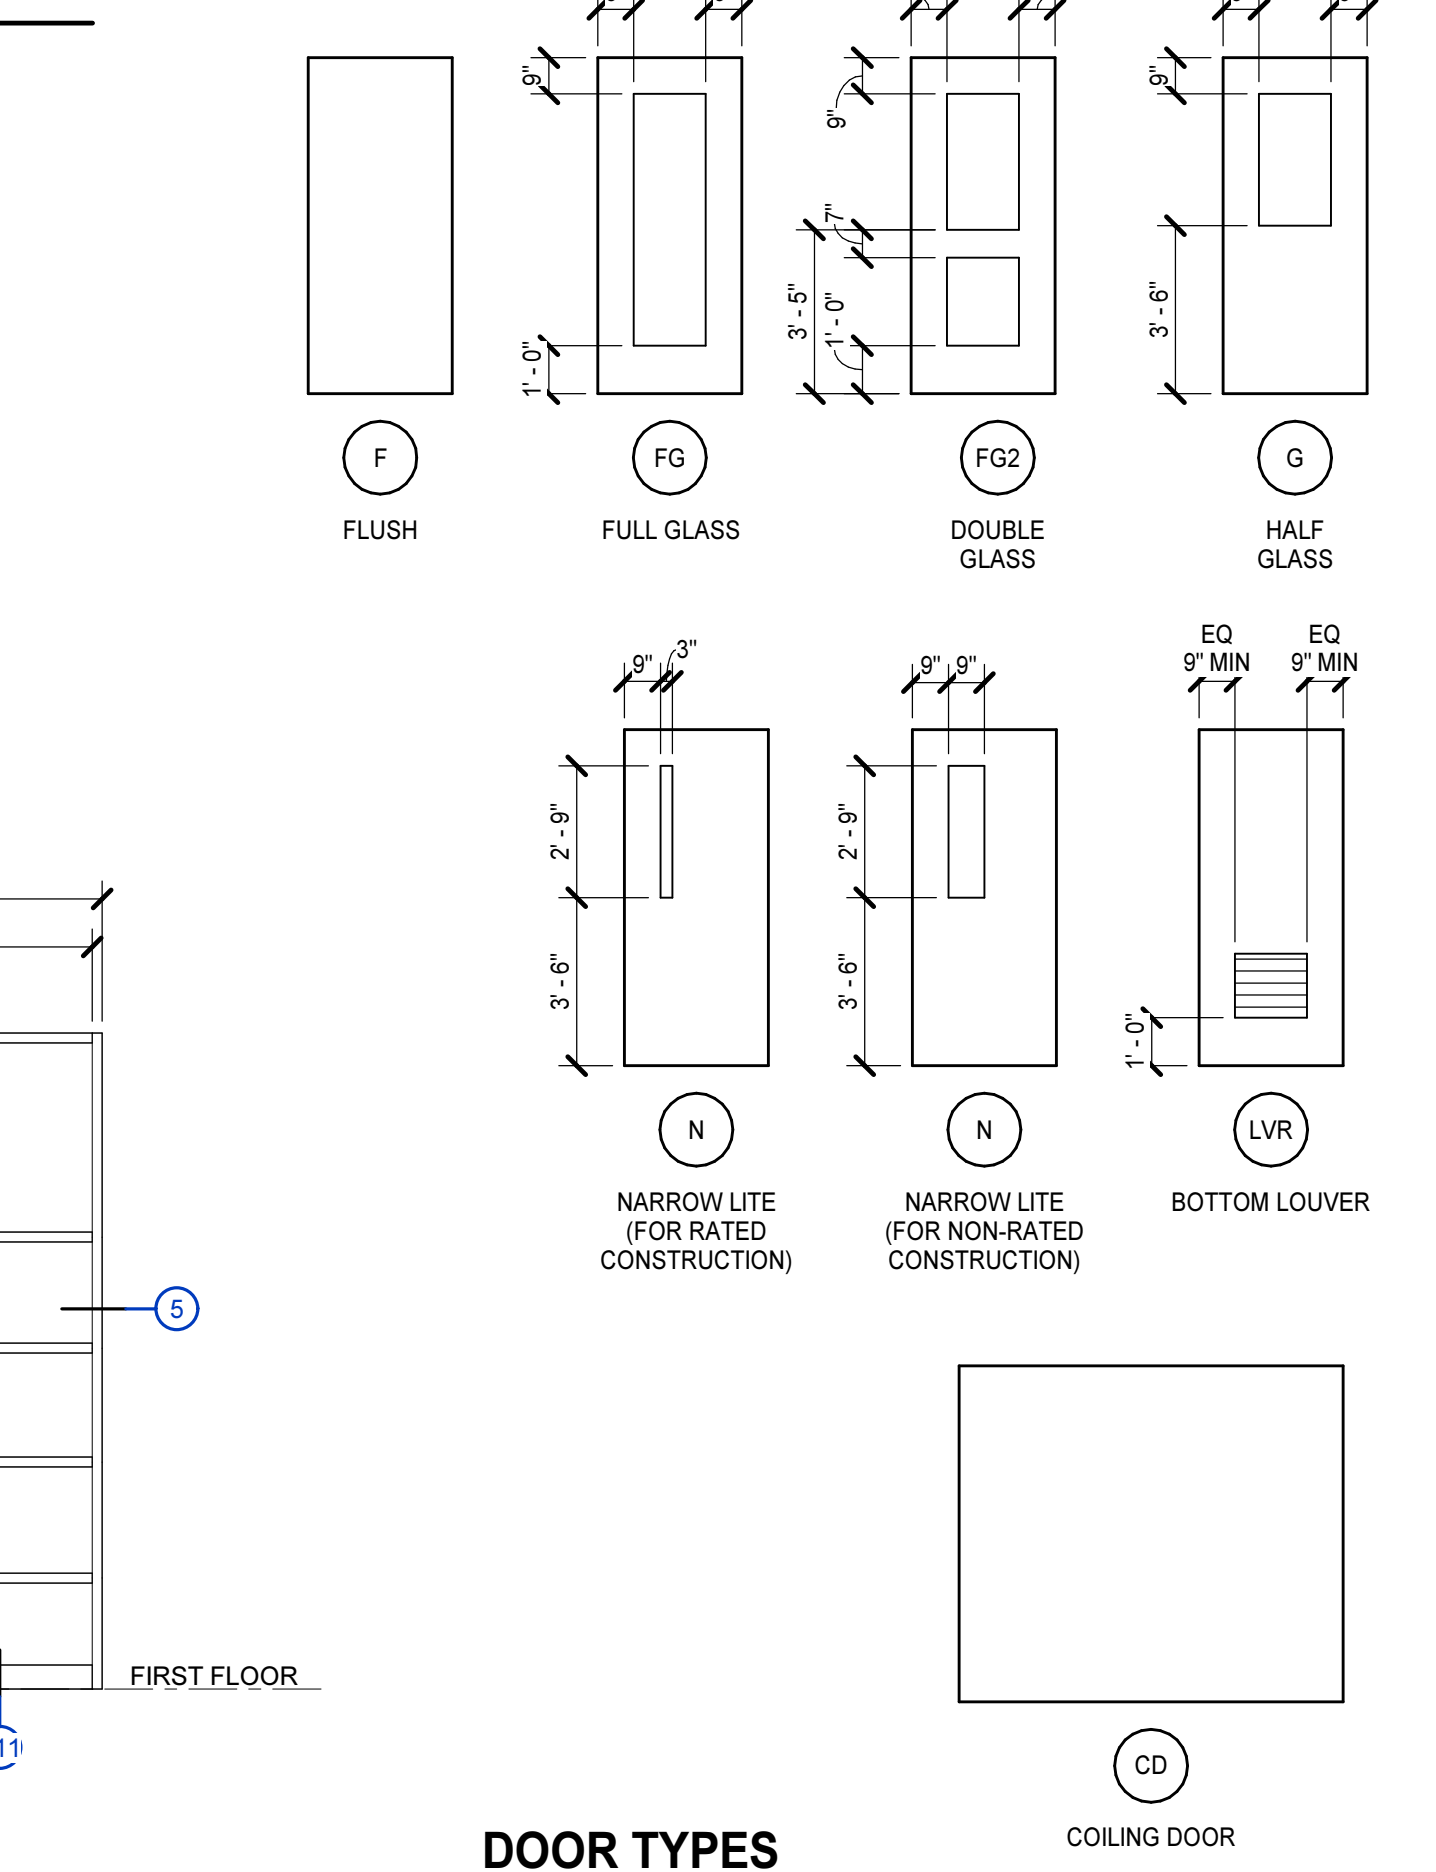 9"
9"
9"
7"
3' - 5"
1' - 0"
1' - 0"
3' - 6"
F
FG
FG2
G
FLUSH
FULL GLASS
DOUBLE
GLASS
HALF
GLASS
9"
3"
9"
9"
EQ
9" MIN
EQ
9" MIN
2' - 9"
3' - 6"
2' - 9"
3' - 6"
1' - 0"
N
N
LVR
NARROW LITE
(FOR RATED
CONSTRUCTION)
NARROW LITE
(FOR NON-RATED
CONSTRUCTION)
BOTTOM LOUVER
5
FIRST FLOOR
11
CD
COILING DOOR
DOOR TYPES